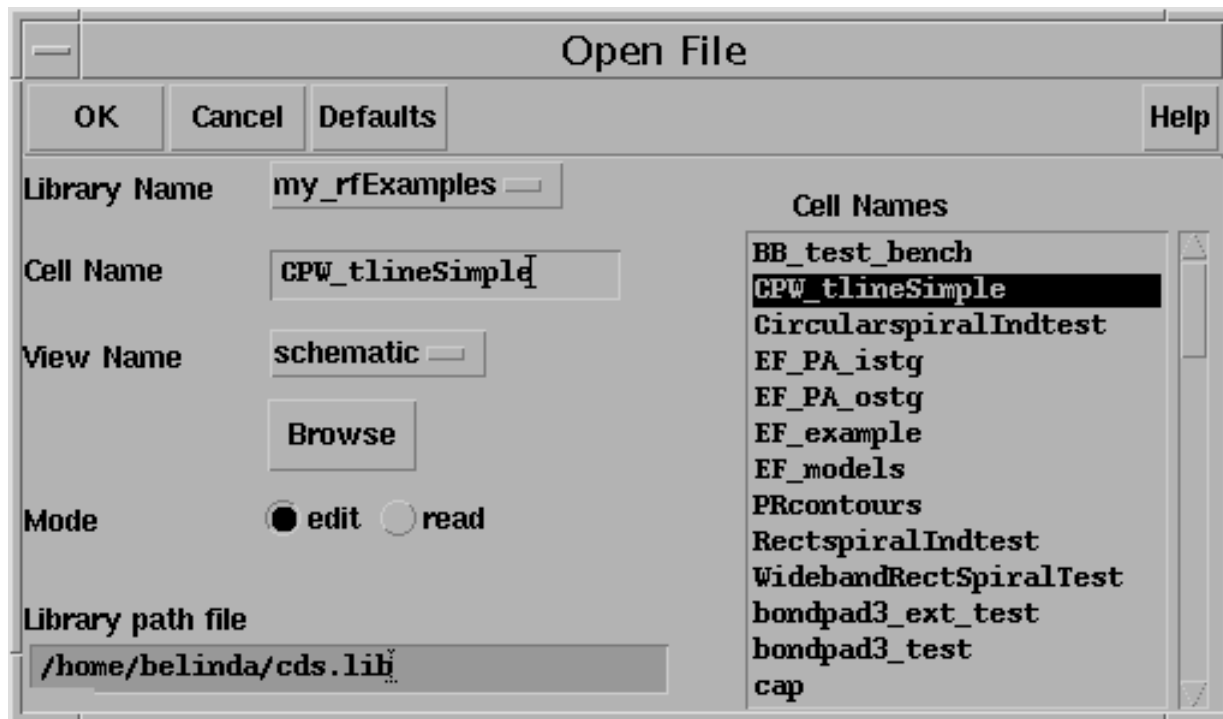 Open File
OK Cancel Defaults Help
Library Name my_rfExamples
Cell Name CPW_tlineSimple
View Name schematic
Browse
Mode edit read
Library path file
/home/belinda/cds.lib
Cell Names
BB_test_bench
CPW_tlineSimple
CircularspiralIndtest
EF_PA_istg
EF_PA_ostg
EF_example
EF_models
PRcontours
RectspiralIndtest
WidebandRectSpiralTest
bondpad3_ext_test
bondpad3_test
cap